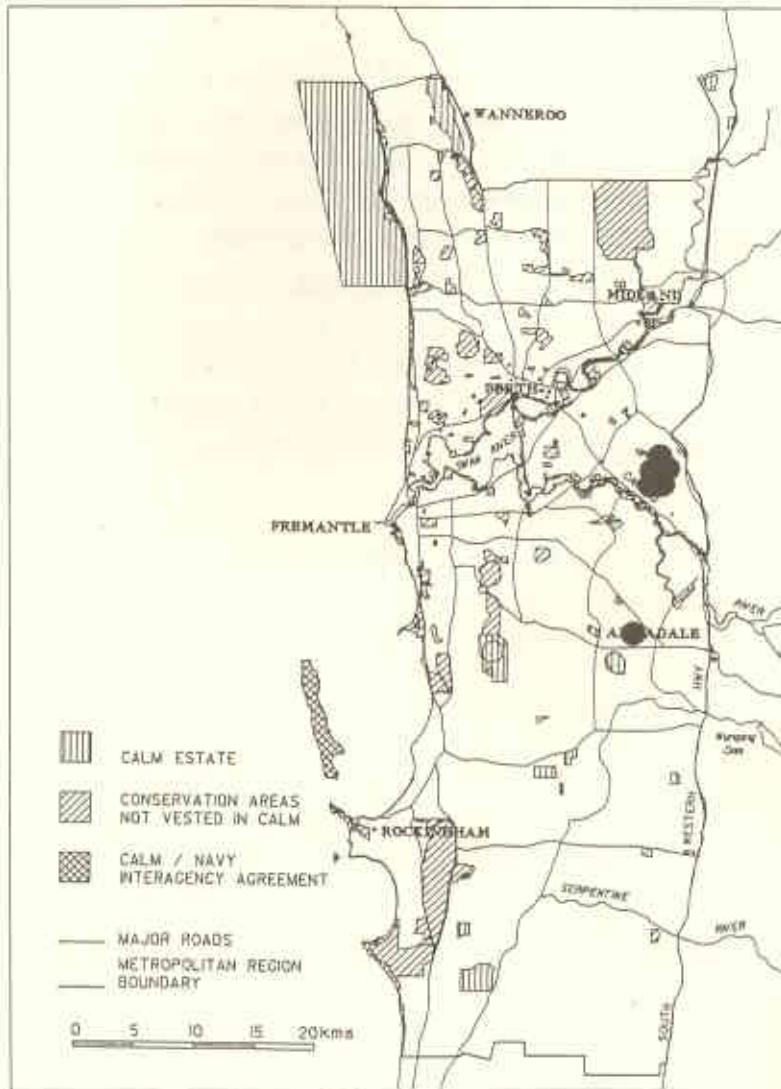 WANNEROO
MIDLAND
PERTH
SWAN RIVER
FREMANTLE
RIVER
HWY
CALM ESTATE
CONSERVATION AREAS
NOT VESTED IN CALM
CALM / NAVY
INTERAGENCY AGREEMENT
ROCKINGHAM
WESTERN
SERPENTINE
RIVER
MAJOR ROADS
METROPOLITAN REGION
BOUNDARY
SOUTH
0 5 10 15 20kms